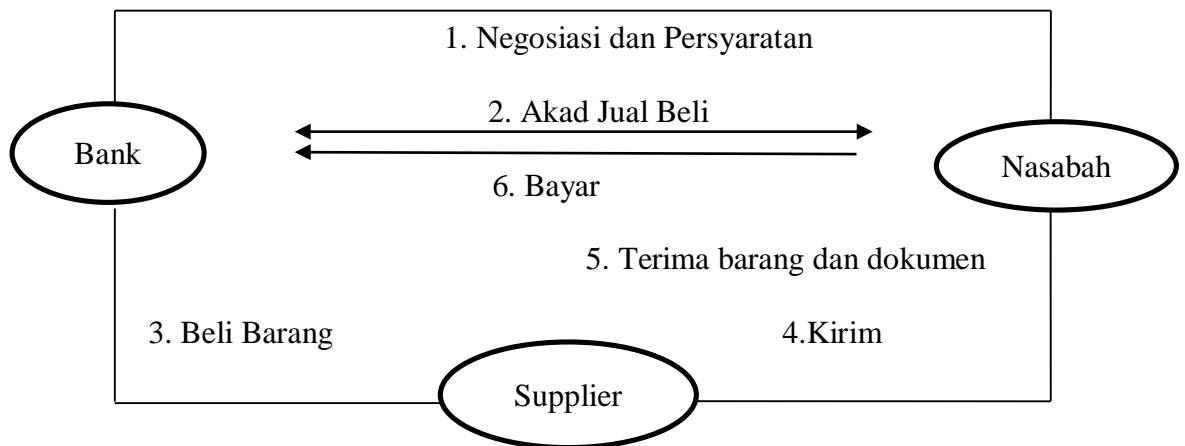 1. Negosiasi dan Persyaratan
2. Akad Jual Beli
Bank
Nasabah
6. Bayar
5. Terima barang dan dokumen
3. Beli Barang
4.Kirim
Supplier